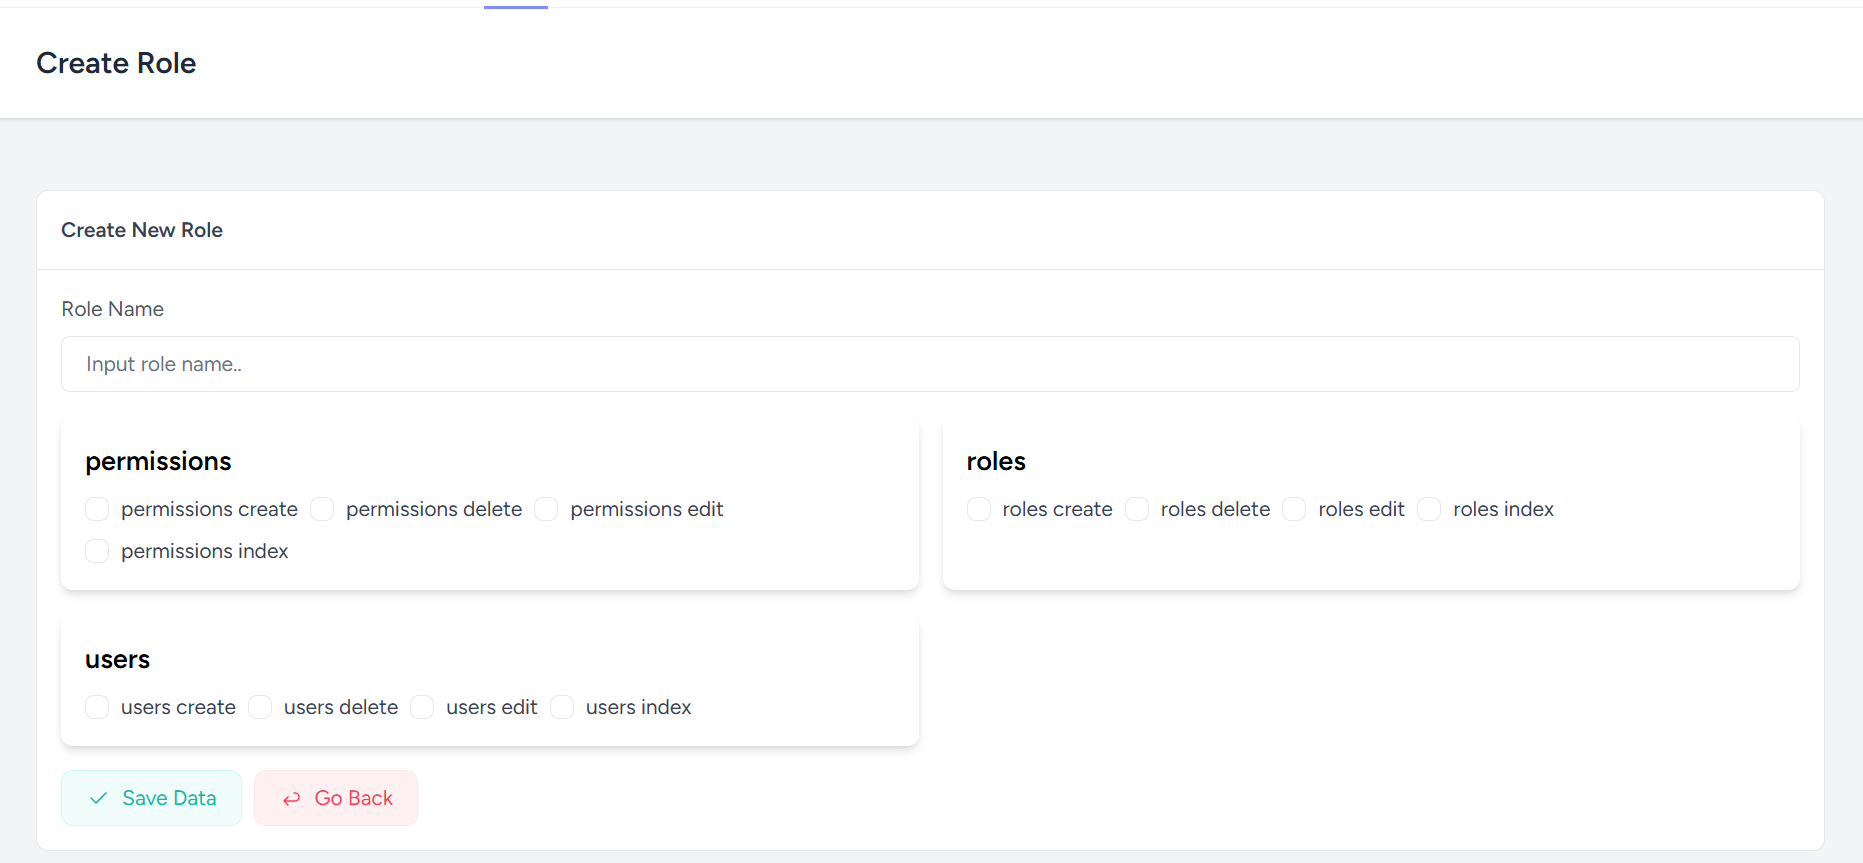 Create Role
Create New Role
Role Name
Input role name..
permissions
permissions create permissions delete permissions edit
permissions index
roles
roles create roles delete roles edit roles index
users
users create users delete users edit users index
Save Data Go Back